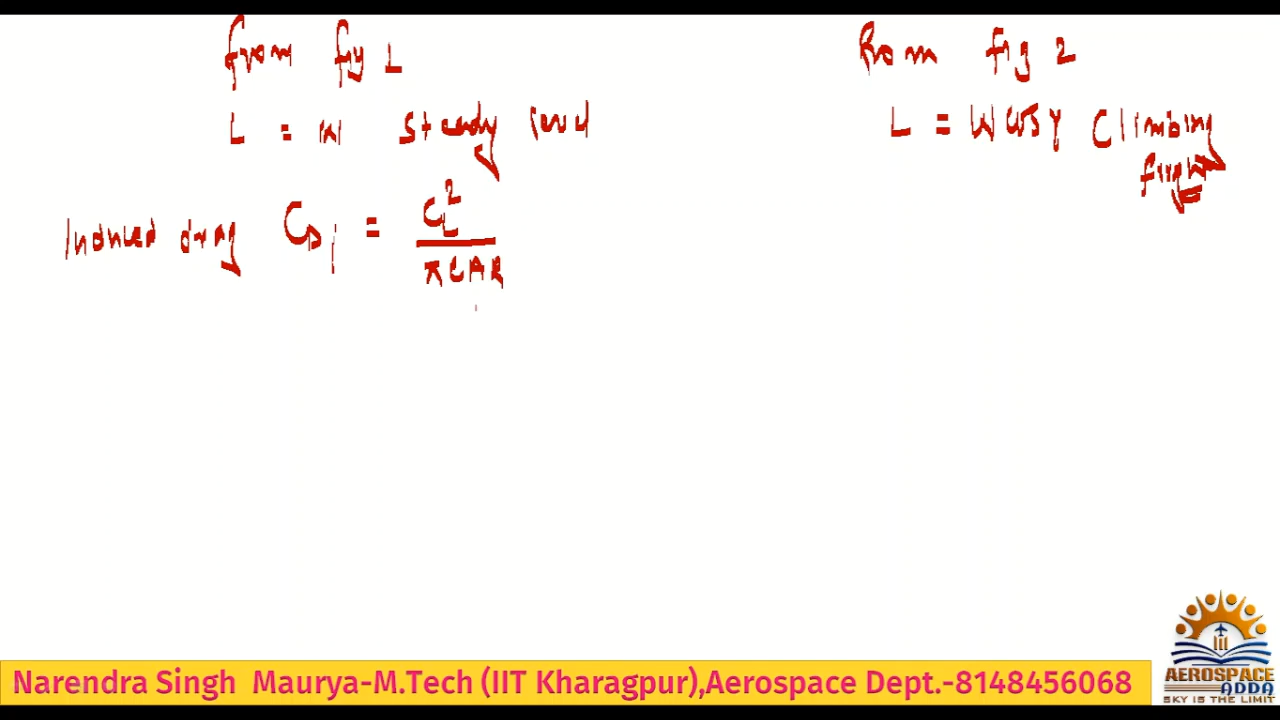 from fig 1
L = W steady level
Induced drag C_Di = C_L^2 / πeAR
from fig 2
L = W cosγ Climbing
flight
Narendra Singh Maurya-M.Tech (IIT Kharagpur),Aerospace Dept.-8148456068
AEROSPACE
ADDA
SKY IS THE LIMIT